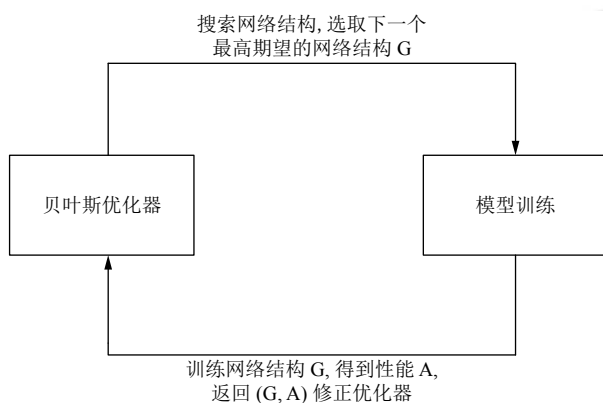 搜索网络结构, 选取下一个
最高期望的网络结构 G
贝叶斯优化器
模型训练
训练网络结构 G, 得到性能 A,
返回 (G, A) 修正优化器